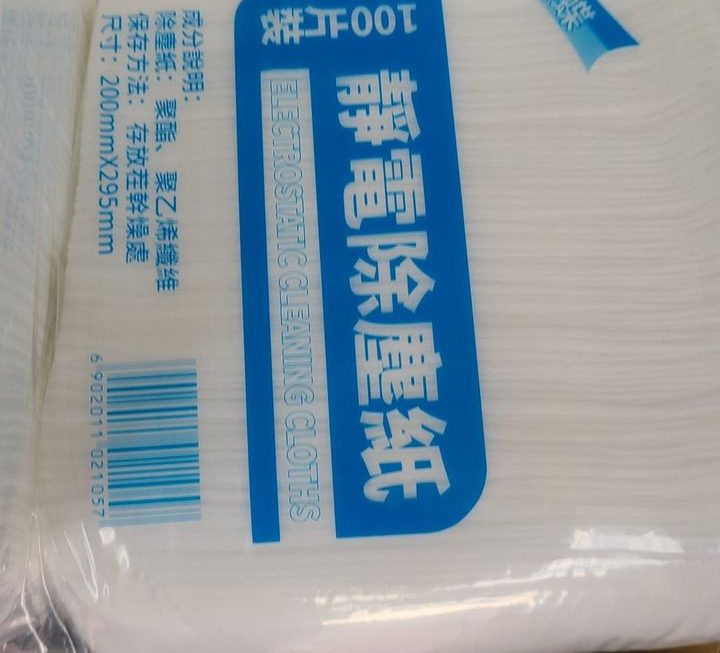 100片裝
靜電除塵紙
ELECTROSTATIC CLEANING CLOTHS
成分說明：
除塵紙：聚酯、聚乙烯纖維
保存方法：存放茬幹燥處
尺寸：200mmX295mm
6 902011 021057